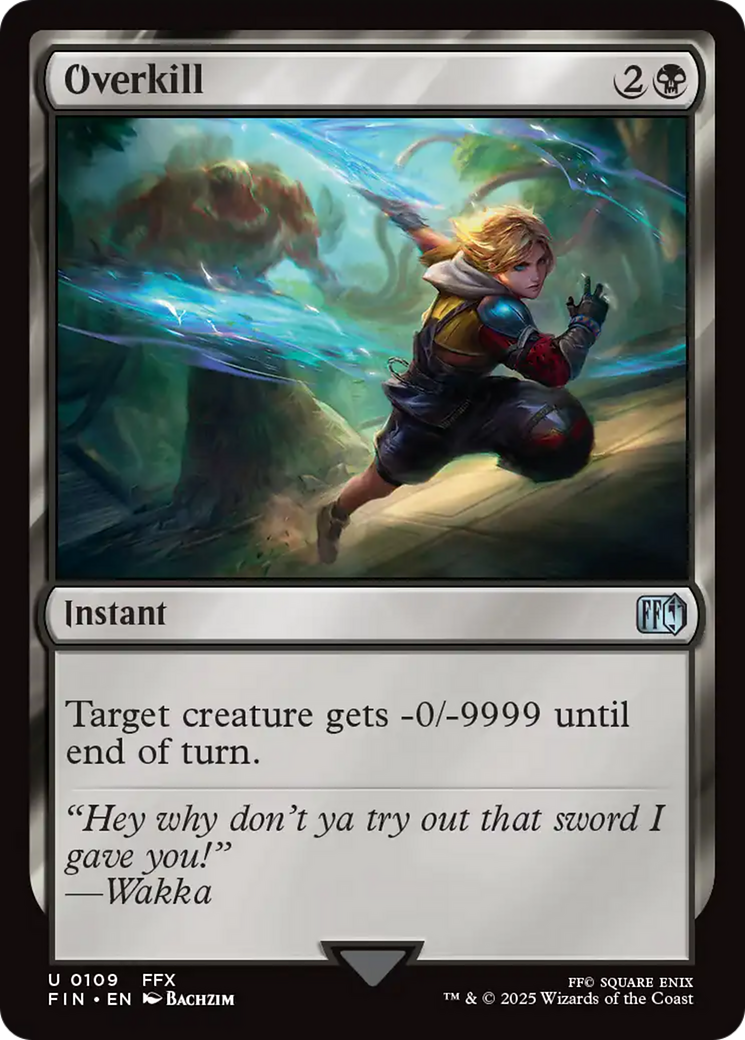 Overkill 2
Instant FF
Target creature gets -0/-9999 until
end of turn.
“Hey why don’t ya try out that sword I
gave you!”
—Wakka
U 0109 FFX
FIN • EN BACHZIM
FF© SQUARE ENIX
™ & © 2025 Wizards of the Coast